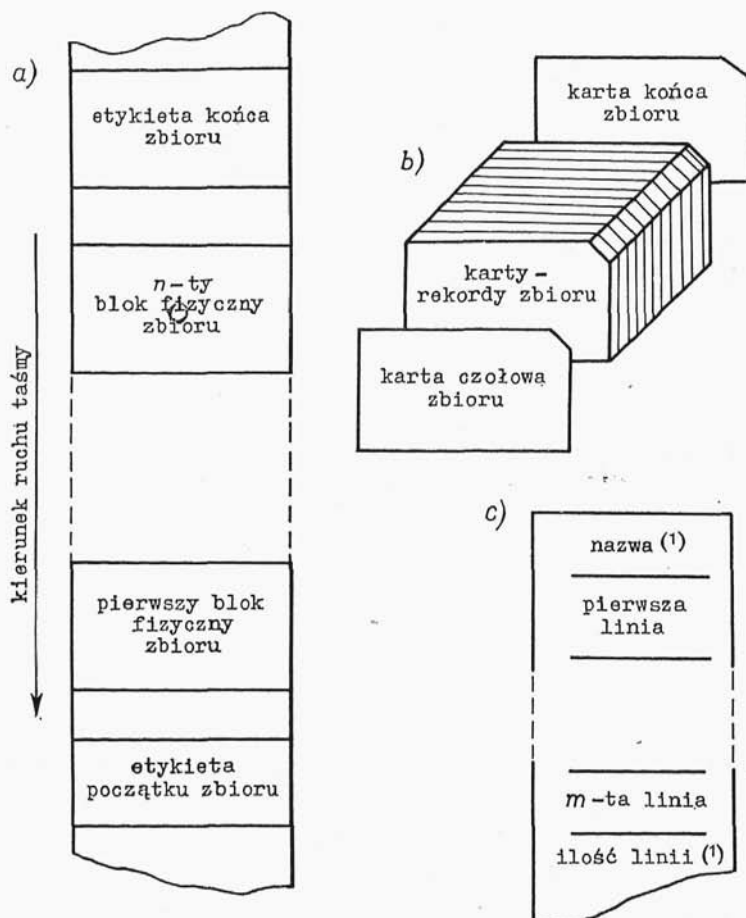 a)
etykieta końca
zbioru
n-ty
blok fizyczny
zbioru
kierunek ruchu taśmy
pierwszy blok
fizyczny
zbioru
etykieta
początku zbioru
b)
karta końca
zbioru
karty-
rekordy zbioru
karta czołowa
zbioru
c)
nazwa (1)
pierwsza
linia
m-ta linia
ilość linii (1)